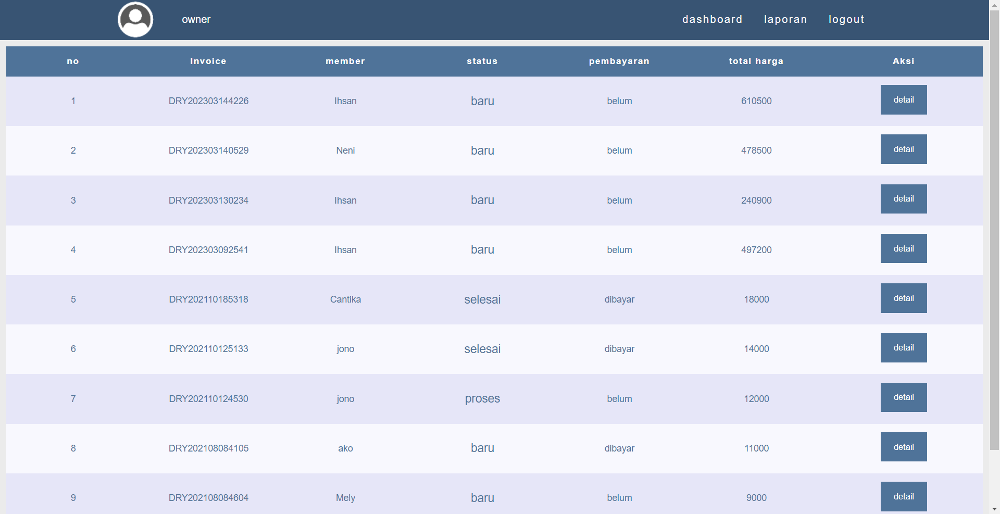 owner dashboard laporan logout
no Invoice member status pembayaran total harga Aksi
1 DRY202303144226 Ihsan baru belum 610500 detail
2 DRY202303140529 Neni baru belum 478500 detail
3 DRY202303130234 Ihsan baru belum 240900 detail
4 DRY202303092541 Ihsan baru belum 497200 detail
5 DRY202110185318 Cantika selesai dibayar 18000 detail
6 DRY202110125133 jono selesai dibayar 14000 detail
7 DRY202110124530 jono proses belum 12000 detail
8 DRY202108084105 ako baru dibayar 11000 detail
9 DRY202108084604 Mely baru belum 9000 detail